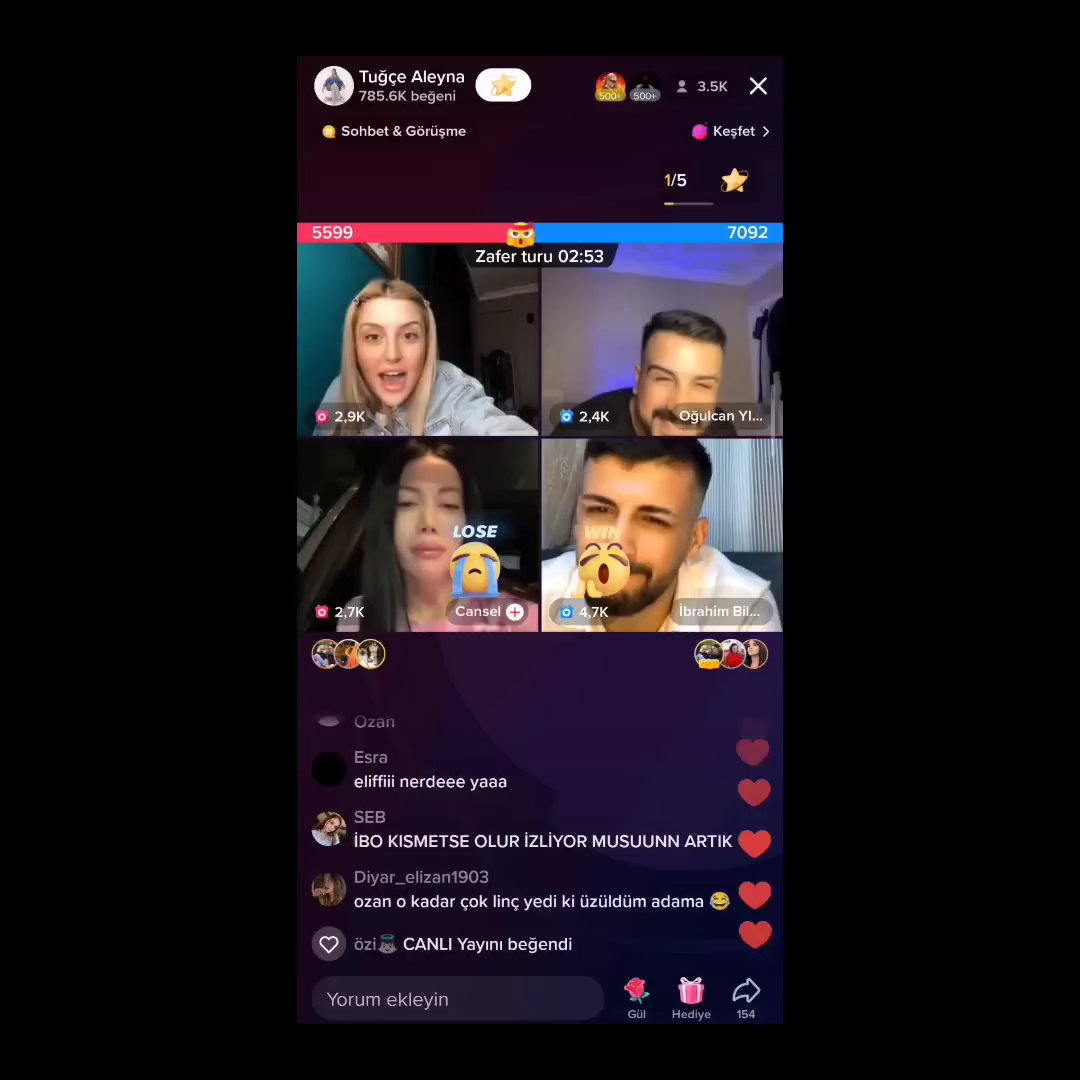 Tuğçe Aleyna
785.6K beğeni
500+
500+
3.5K
Sohbet & Görüşme
Keşfet
1/5
5599
7092
Zafer turu 02:53
2,9K
2,4K
Oğulcan Yl...
LOSE
WIN
2,7K
Cansel
4,7K
İbrahim Bil...
Ozan
Esra
eliffiii nerdeee yaaa
SEB
İBO KISMETSE OLUR İZLİYOR MUSUUNN ARTIK
Diyar_elizan1903
ozan o kadar çok linç yedi ki üzüldüm adama 😂
özi CANLI Yayını beğendi
Yorum ekleyin
Gül
Hediye
154